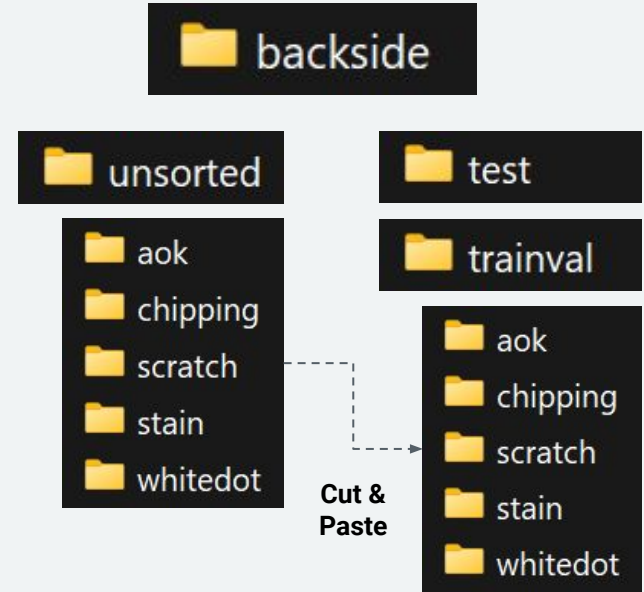 backside
unsorted
aok
chipping
scratch
stain
whitedot
test
trainval
aok
chipping
scratch
stain
whitedot
Cut &
Paste